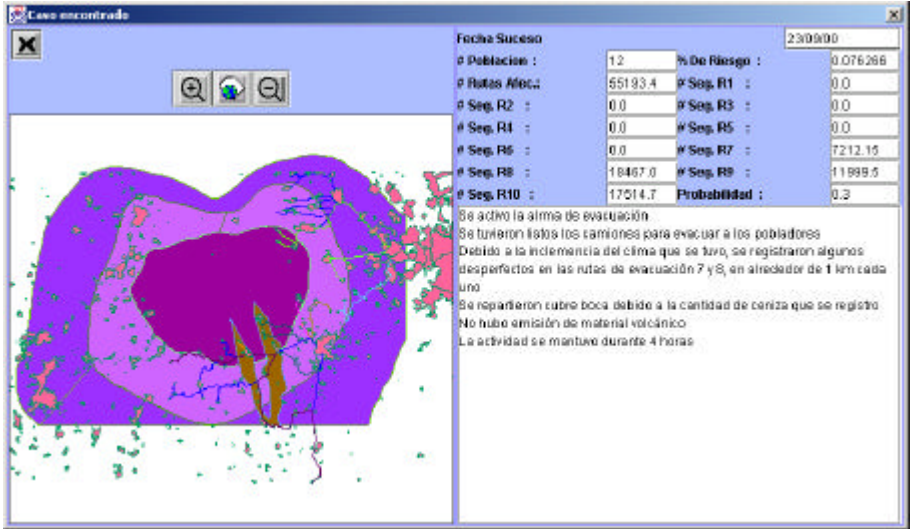 Caso encontrado
Fecha Suceso 23/09/00
# Poblacion : 12 % De Riesgo : 0.076266
# Rutas Afec.: 55193.4 # Seg. R1 : 0.0
# Seg. R2 : 0.0 # Seg. R3 : 0.0
# Seg. R4 : 0.0 # Seg. R5 : 0.0
# Seg. R6 : 0.0 # Seg. R7 : 7212.15
# Seg. R8 : 18467.0 # Seg. R9 : 11999.5
# Seg. R10 : 17514.7 Probabilidad : 0.3
Se activo la alrma de evacuación
Se tuvieron listos los camiones para evacuar a los pobladores
Debido a la inclemencia del clima que se tuvo, se registraron algunos
desperfectos en las rutas de evacuación 7 y 8, en alrededor de 1 km cada
uno
Se repartieron cubre boca debido a la cantidad de ceniza que se registro
No hubo emisión de material volcánico
La actividad se mantuvo durante 4 horas